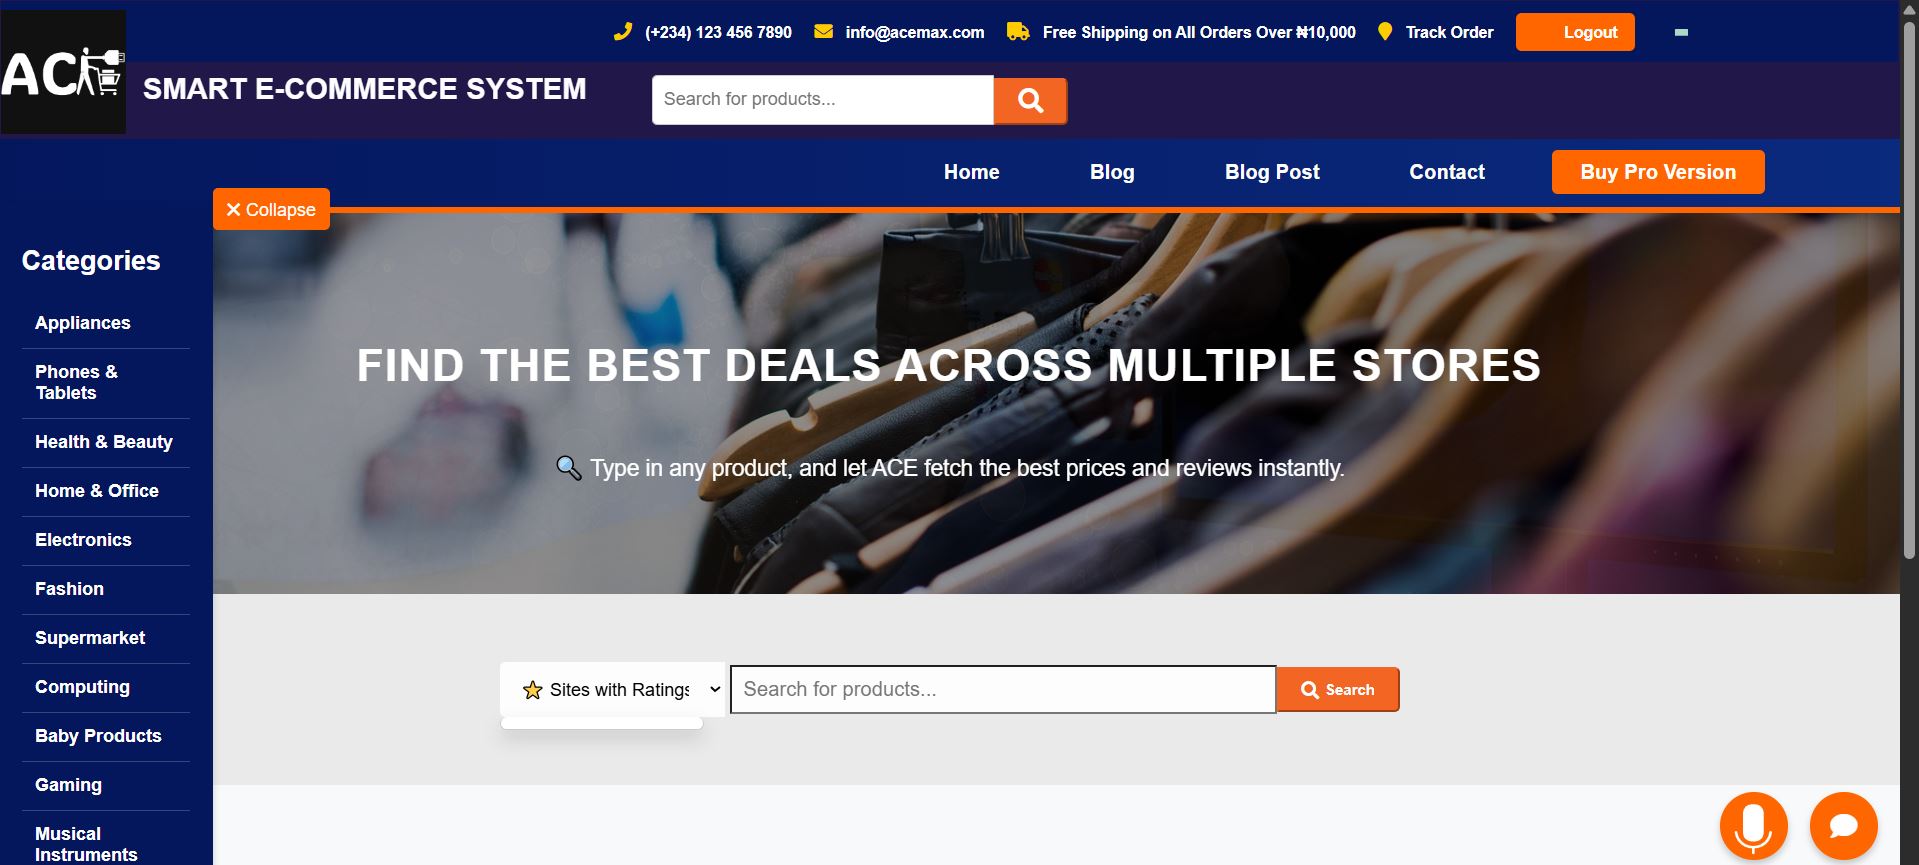 (+234) 123 456 7890 info@acemax.com Free Shipping on All Orders Over ₦10,000 Track Order Logout
ACE
SMART E-COMMERCE SYSTEM
Search for products...
Home Blog Blog Post Contact Buy Pro Version
× Collapse
Categories
Appliances
Phones &
Tablets
Health & Beauty
Home & Office
Electronics
Fashion
Supermarket
Computing
Baby Products
Gaming
Musical
Instruments
FIND THE BEST DEALS ACROSS MULTIPLE STORES
🔍 Type in any product, and let ACE fetch the best prices and reviews instantly.
⭐ Sites with Ratings Search for products... Search